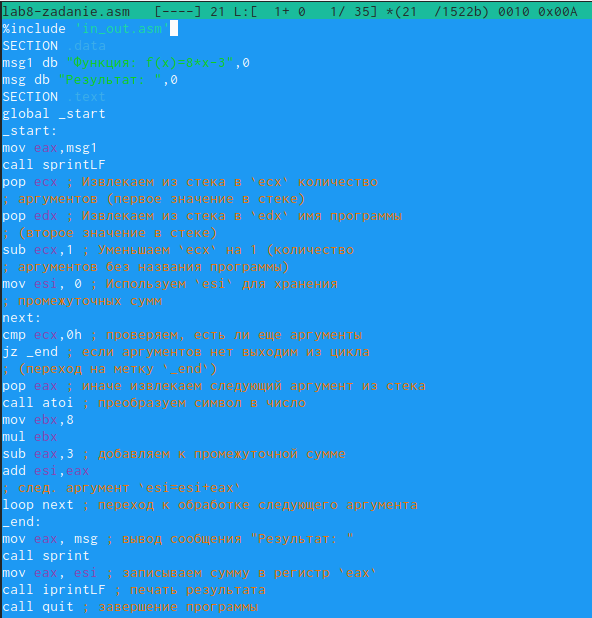 lab8-zadanie.asm   [----] 21 L:[  1+ 0   1/ 35] *(21  /1522b) 0010 0x00A
%include 'in_out.asm'
SECTION .data
msg1 db "Функция: f(x)=8*x-3",0
msg db "Результат: ",0
SECTION .text
global _start
_start:
mov eax,msg1
call sprintLF
pop ecx ; Извлекаем из стека в `ecx` количество
; аргументов (первое значение в стеке)
pop edx ; Извлекаем из стека в `edx` имя программы
; (второе значение в стеке)
sub ecx,1 ; Уменьшаем `ecx` на 1 (количество
; аргументов без названия программы)
mov esi, 0 ; Используем `esi` для хранения
; промежуточных сумм
next:
cmp ecx,0h ; проверяем, есть ли еще аргументы
jz _end ; если аргументов нет выходим из цикла
; (переход на метку `_end`)
pop eax ; иначе извлекаем следующий аргумент из стека
call atoi ; преобразуем символ в число
mov ebx,8
mul ebx
sub eax,3 ; добавляем к промежуточной сумме
add esi,eax
; след. аргумент `esi=esi+eax`
loop next ; переход к обработке следующего аргумента
_end:
mov eax, msg ; вывод сообщения "Результат: "
call sprint
mov eax, esi ; записываем сумму в регистр `eax`
call iprintLF ; печать результата
call quit ; завершение программы